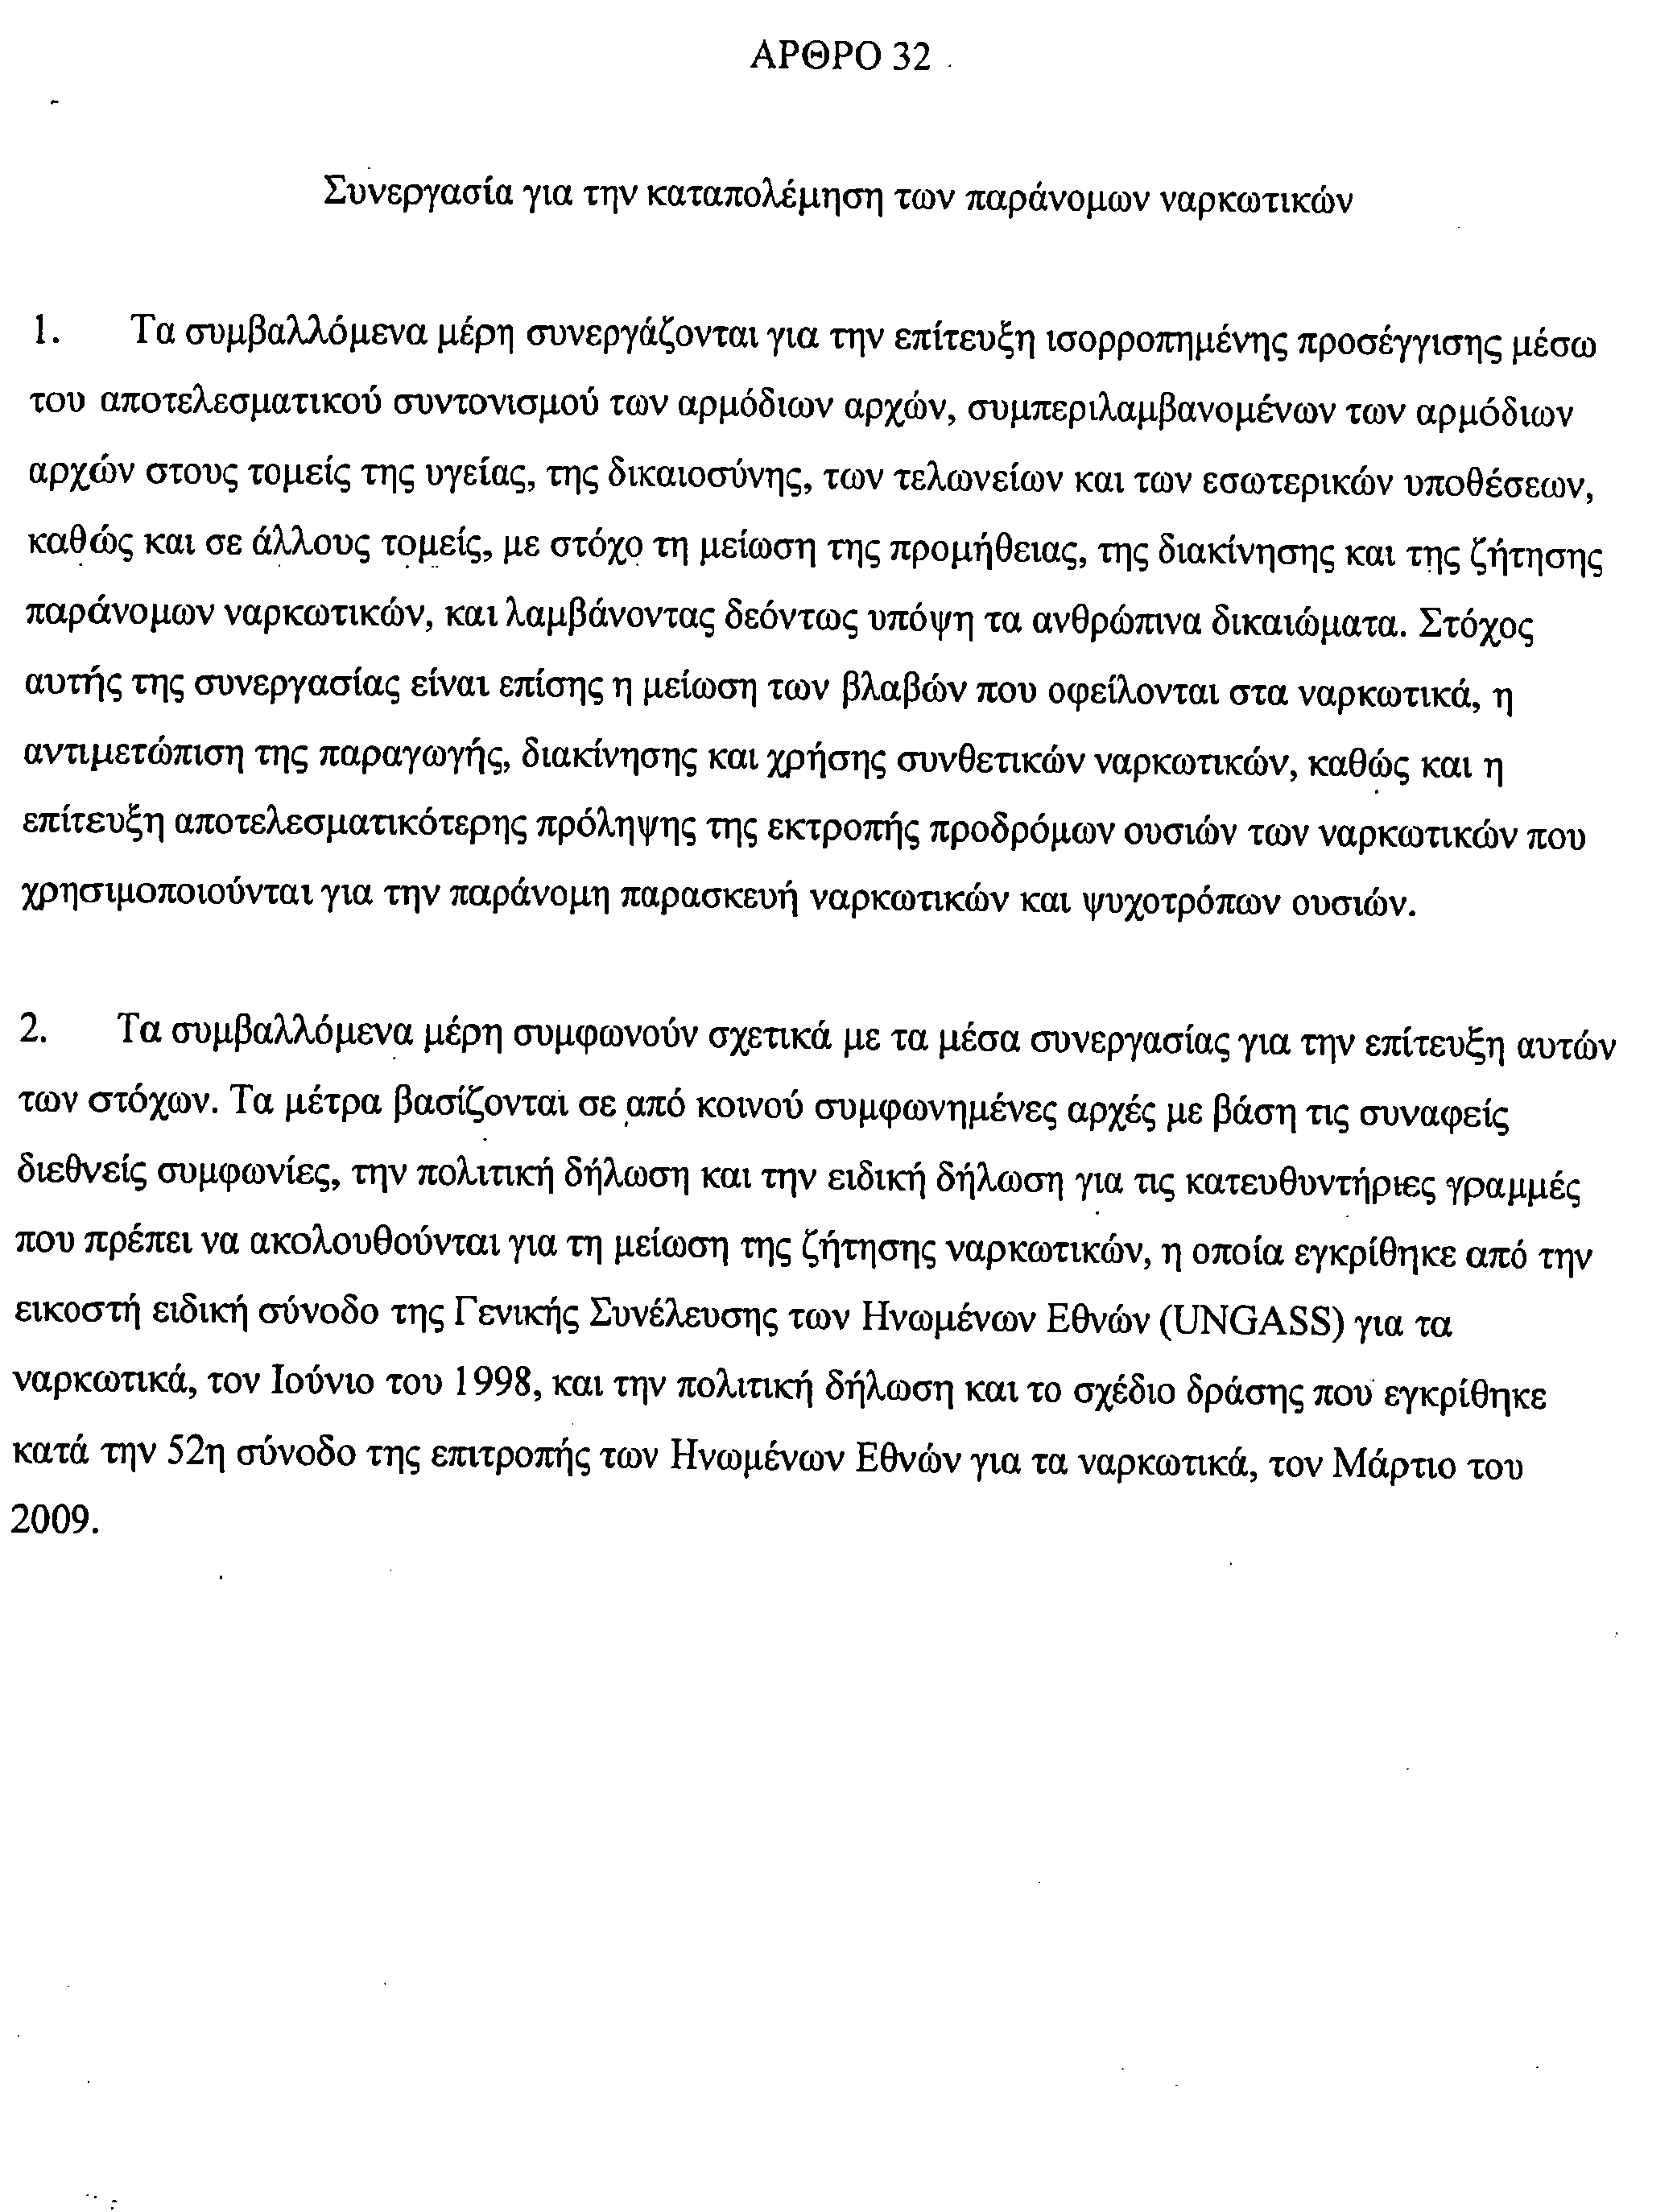 ΑΡΘΡΟ 32
Συνεργασία για την καταπολέμηση των παράνομων ναρκωτικών
1. Τα συμβαλλόμενα μέρη συνεργάζονται για την επίτευξη ισορροπημένης προσέγγισης μέσω
του αποτελεσματικού συντονισμού των αρμόδιων αρχών, συμπεριλαμβανομένων των αρμόδιων
αρχών στους τομείς της υγείας, της δικαιοσύνης, των τελωνείων και των εσωτερικών υποθέσεων,
καθώς και σε άλλους τομείς, με στόχο τη μείωση της προμήθειας, της διακίνησης και της ζήτησης
παράνομων ναρκωτικών, και λαμβάνοντας δεόντως υπόψη τα ανθρώπινα δικαιώματα. Στόχος
αυτής της συνεργασίας είναι επίσης η μείωση των βλαβών που οφείλονται στα ναρκωτικά, η
αντιμετώπιση της παραγωγής, διακίνησης και χρήσης συνθετικών ναρκωτικών, καθώς και η
επίτευξη αποτελεσματικότερης πρόληψης της εκτροπής προδρόμων ουσιών των ναρκωτικών που
χρησιμοποιούνται για την παράνομη παρασκευή ναρκωτικών και ψυχοτρόπων ουσιών.
2. Τα συμβαλλόμενα μέρη συμφωνούν σχετικά με τα μέσα συνεργασίας για την επίτευξη αυτών
των στόχων. Τα μέτρα βασίζονται σε από κοινού συμφωνημένες αρχές με βάση τις συναφείς
διεθνείς συμφωνίες, την πολιτική δήλωση και την ειδική δήλωση για τις κατευθυντήριες γραμμές
που πρέπει να ακολουθούνται για τη μείωση της ζήτησης ναρκωτικών, η οποία εγκρίθηκε από την
εικοστή ειδική σύνοδο της Γενικής Συνέλευσης των Ηνωμένων Εθνών (UNGASS) για τα
ναρκωτικά, τον Ιούνιο του 1998, και την πολιτική δήλωση και το σχέδιο δράσης που εγκρίθηκε
κατά την 52η σύνοδο της επιτροπής των Ηνωμένων Εθνών για τα ναρκωτικά, τον Μάρτιο του
2009.